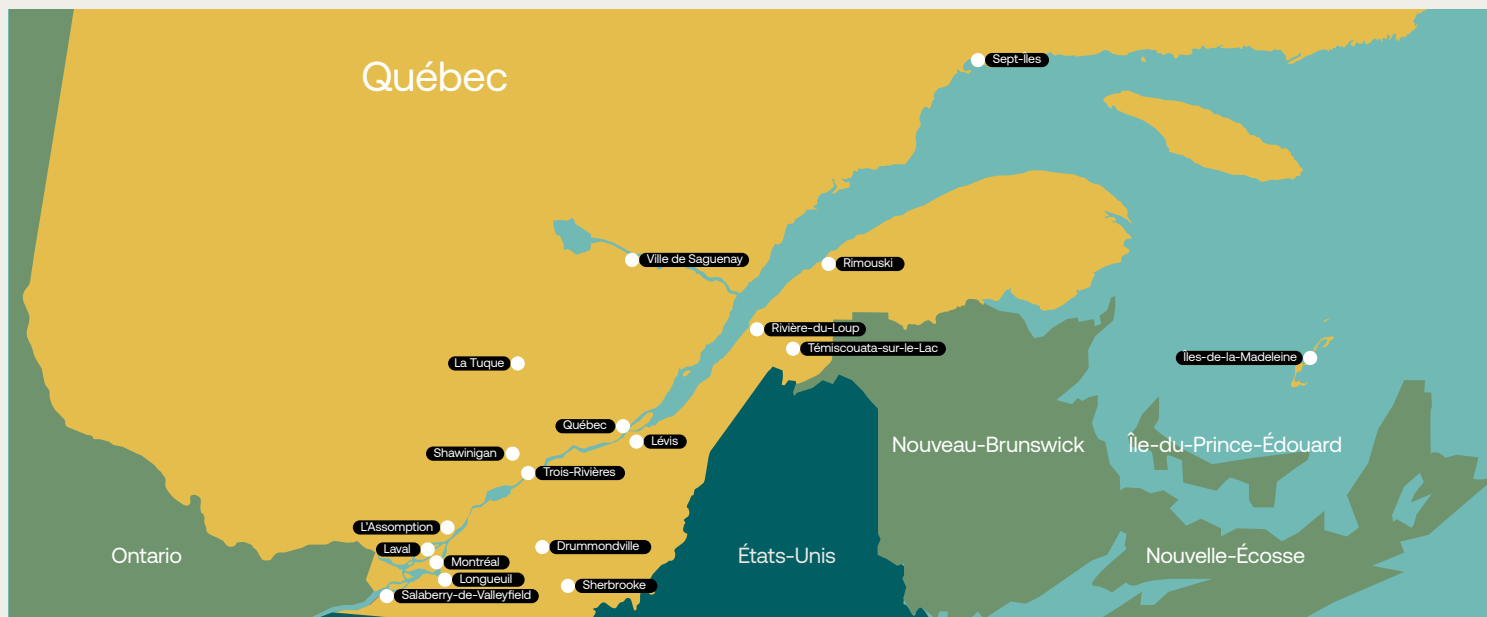 Sept-Îles
Québec
Ville de Saguenay
Rimouski
Rivière-du-Loup
Témiscouata-sur-le-Lac
Îles-de-la-Madeleine
La Tuque
Québec
Lévis
Nouveau-Brunswick
Île-du-Prince-Édouard
Shawinigan
Trois-Rivières
L'Assomption
Laval
Drummondville
Ontario
Montréal
États-Unis
Nouvelle-Écosse
Longueuil
Sherbrooke
Salaberry-de-Valleyfield